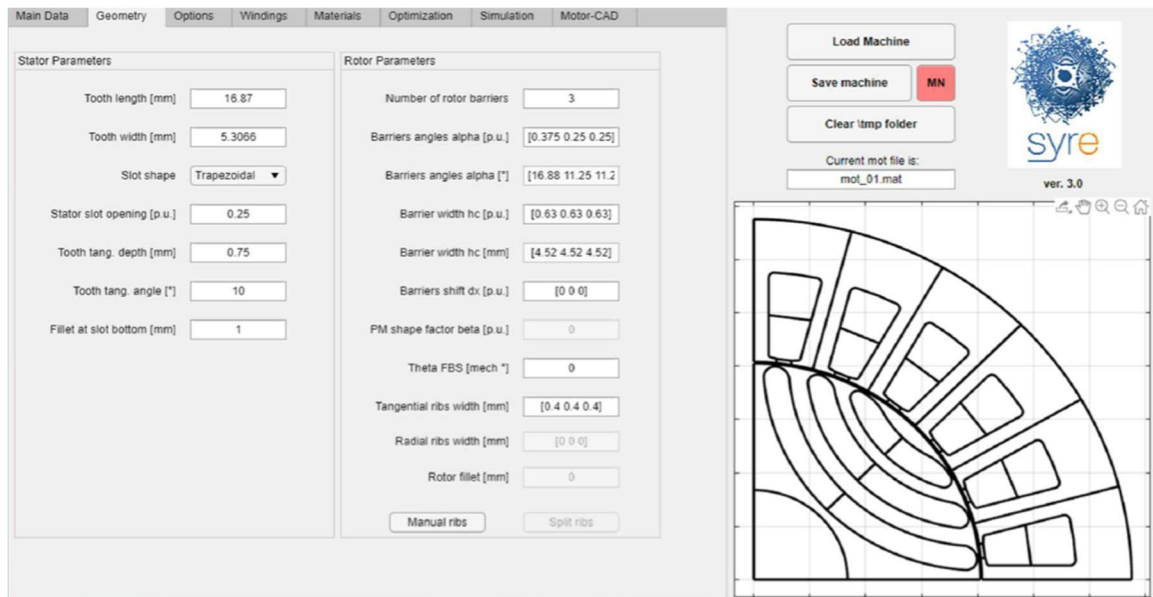 Main Data Geometry Options Windings Materials Optimization Simulation Motor-CAD
Stator Parameters
Tooth length [mm] 16.87
Tooth width [mm] 5.3066
Slot shape Trapezoidal
Stator slot opening [p.u.] 0.25
Tooth tang. depth [mm] 0.75
Tooth tang. angle [°] 10
Fillet at slot bottom [mm] 1
Rotor Parameters
Number of rotor barriers 3
Barriers angles alpha [p.u.] [0.375 0.25 0.25]
Barriers angles alpha [°] [16.88 11.25 11.2
Barrier width hc [p.u.] [0.63 0.63 0.63]
Barrier width hc [mm] [4.52 4.52 4.52]
Barriers shift dx [p.u.] [0 0 0]
PM shape factor beta [p.u.] 0
Theta FBS [mech °] 0
Tangential ribs width [mm] [0.4 0.4 0.4]
Radial ribs width [mm] [0 0 0]
Rotor fillet [mm] 0
Manual ribs Split ribs
Load Machine
Save machine MN
Clear \tmp folder
Current mot file is:
mot_01.mat
syre
ver. 3.0